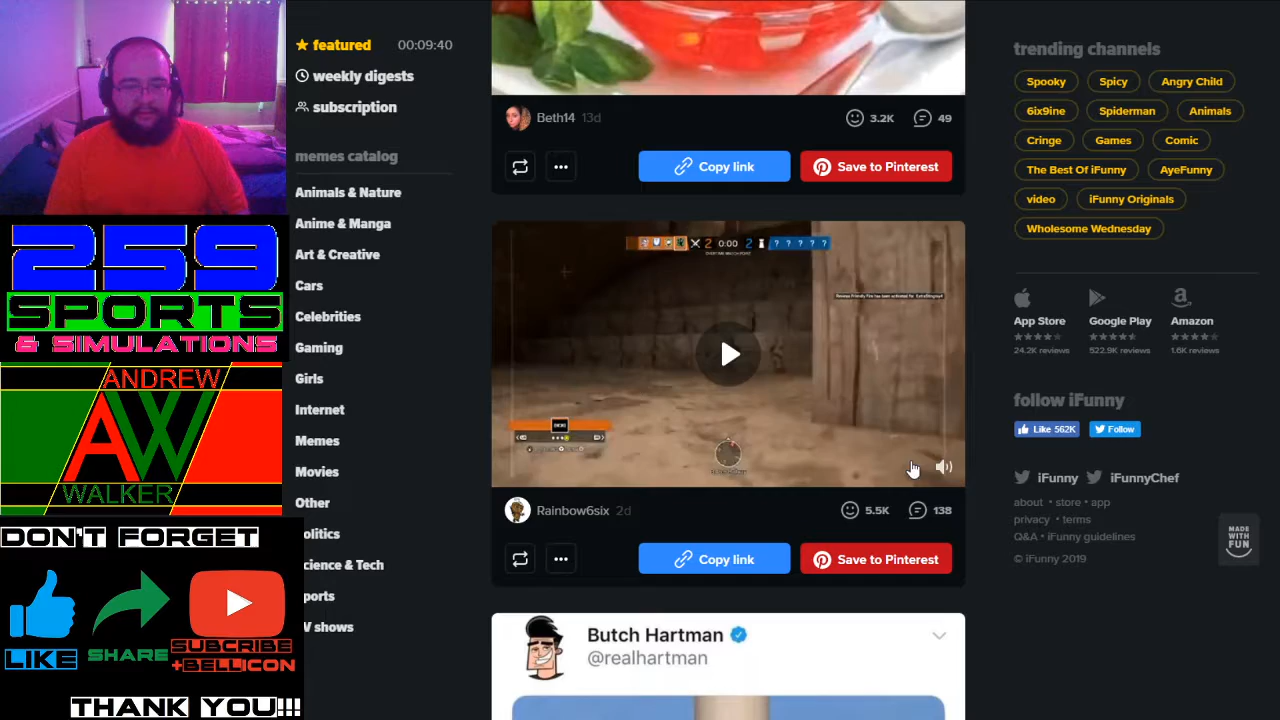 featured 00:09:40
weekly digests
subscription
memes catalog
Animals & Nature
Anime & Manga
Art & Creative
Cars
Celebrities
Gaming
Girls
Internet
Memes
Movies
Other
olitics
cience & Tech
ports
V shows
259
SPORTS
& SIMULATIONS
ANDREW
AW
WALKER
DON'T FORGET
LIKE
SHARE
SUBCRIBE
+BELLICON
THANK YOU!!!
Beth14 13d
3.2K 49
Copy link
Save to Pinterest
2 0:00 2 ? ? ? ? ?
Rainbow6six 2d
5.5K 138
Copy link
Save to Pinterest
Butch Hartman
@realhartman
trending channels
Spooky Spicy Angry Child
6ix9ine Spiderman Animals
Cringe Games Comic
The Best Of iFunny AyeFunny
video iFunny Originals
Wholesome Wednesday
App Store Google Play Amazon
24.2K reviews 522.9K reviews 1.6K reviews
follow iFunny
Like 562K Follow
iFunny iFunnyChef
about • store • app
privacy • terms
Q&A • iFunny guidelines
© iFunny 2019
MADE
WITH
FUN